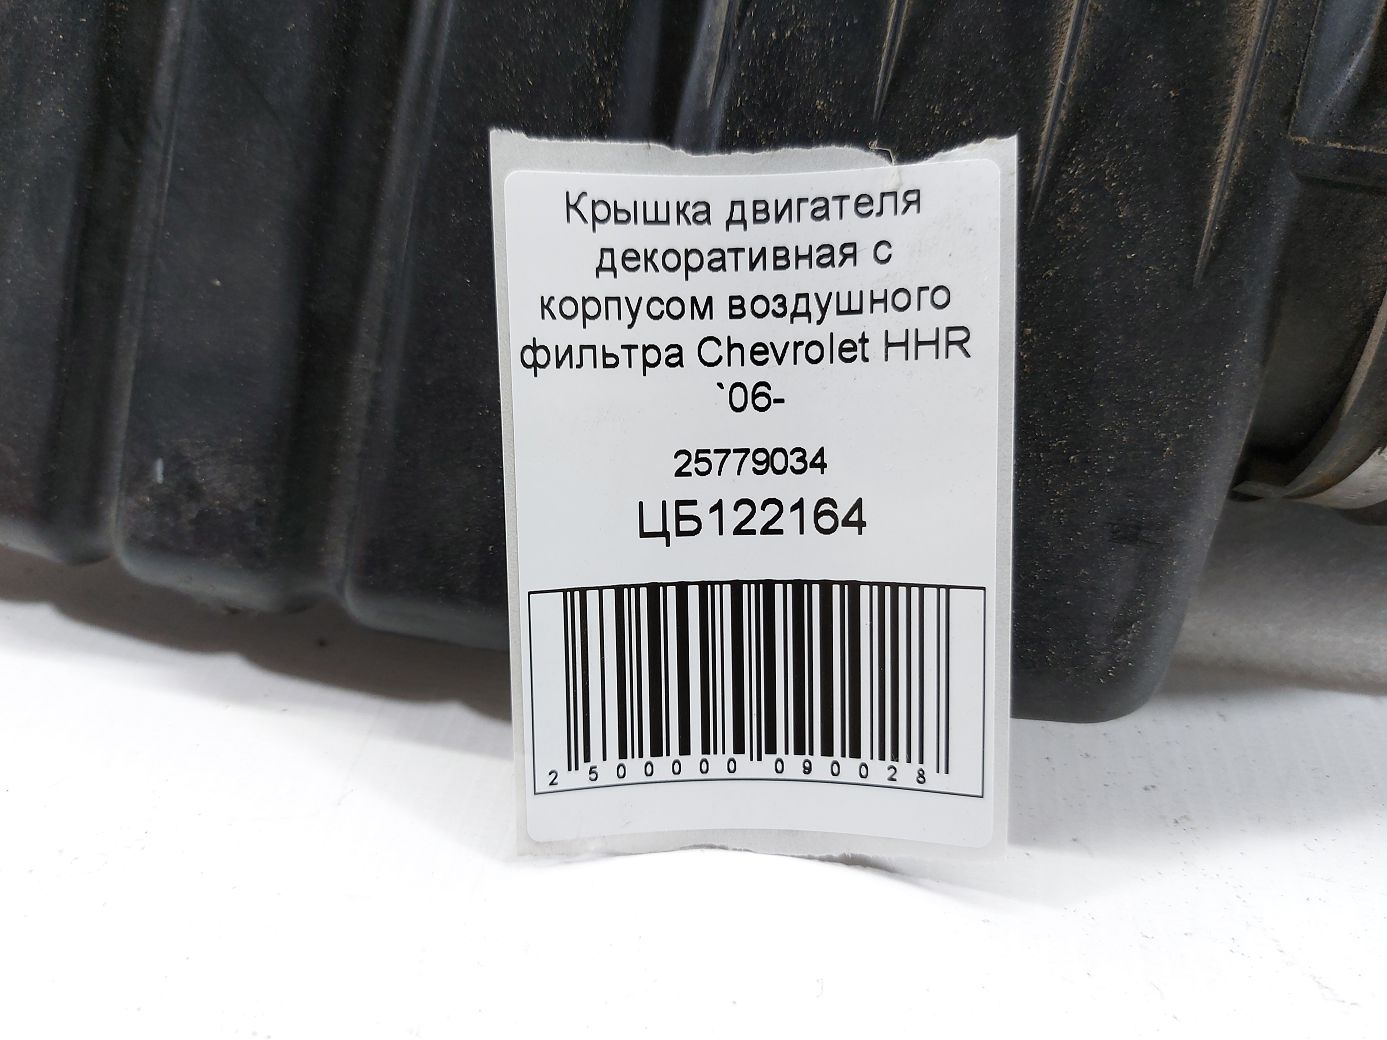 Крышка двигателя
декоративная с
корпусом воздушного
фильтра Chevrolet HHR
`06-
25779034
ЦБ122164
2 500000 090028